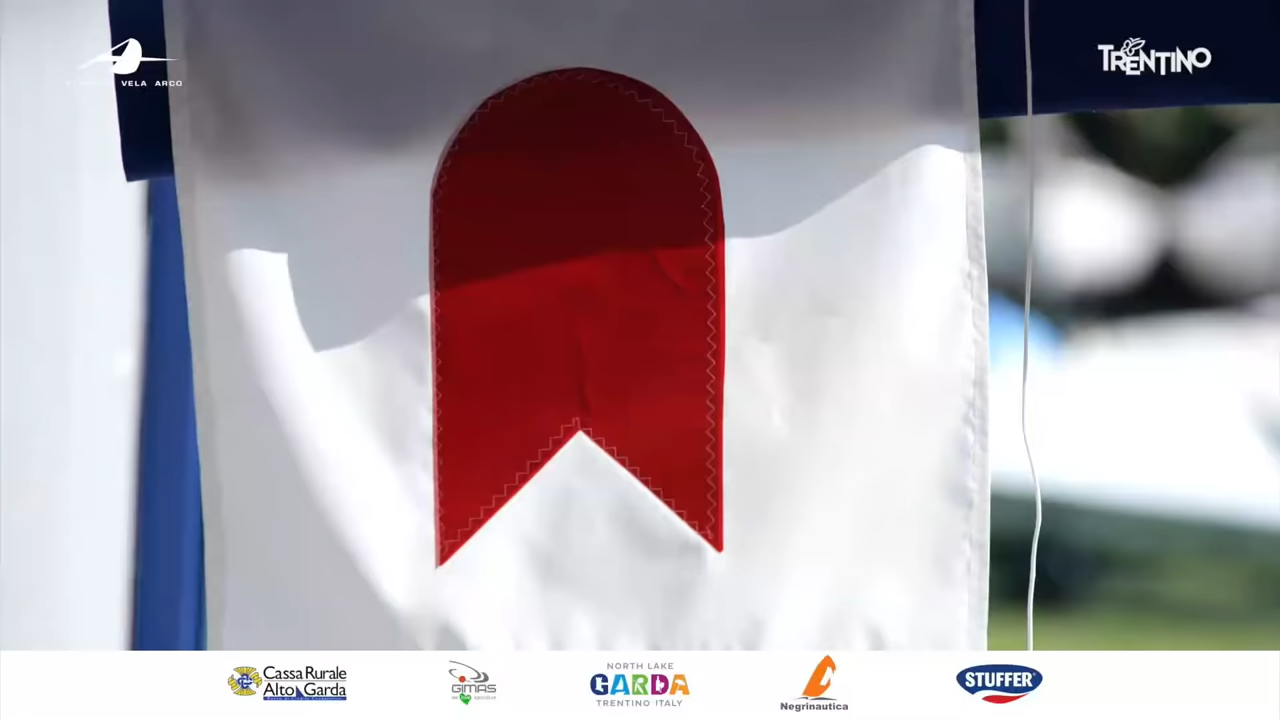 VELA ARCO
TRENTINO
Cassa Rurale
Alto Garda
GIMAS
NORTH LAKE
GARDA
TRENTINO ITALY
Negrinautica
STUFFER